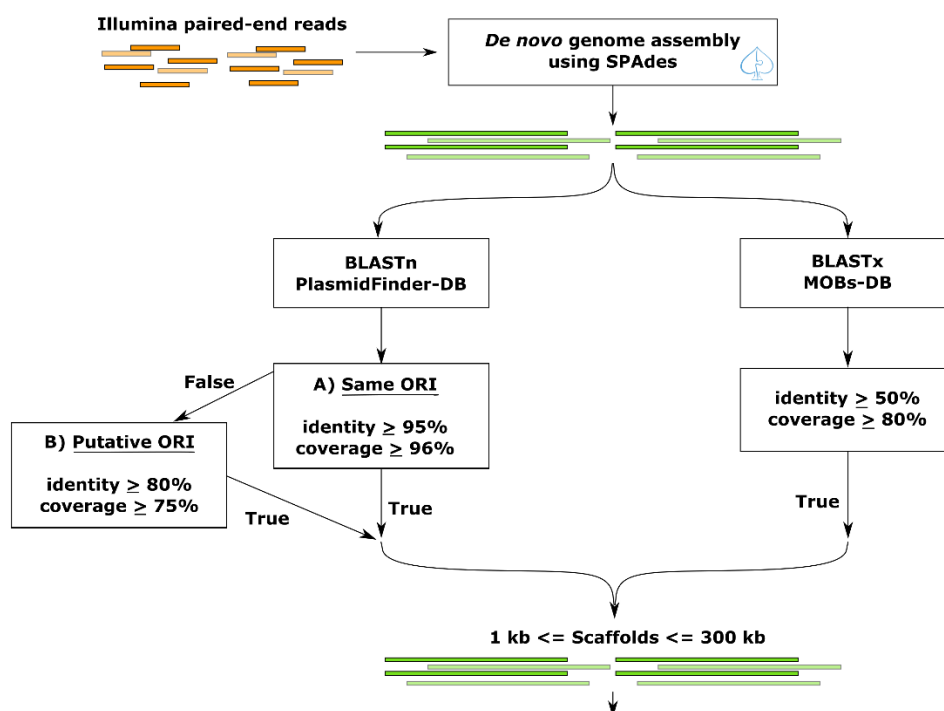 Illumina paired-end reads
De novo genome assembly
using SPAdes
BLASTn
PlasmidFinder-DB
BLASTx
MOBs-DB
False
A) Same ORI
identity ≥ 95%
coverage ≥ 96%
identity ≥ 50%
coverage ≥ 80%
B) Putative ORI
identity ≥ 80%
coverage ≥ 75%
True
True
True
1 kb <= Scaffolds <= 300 kb